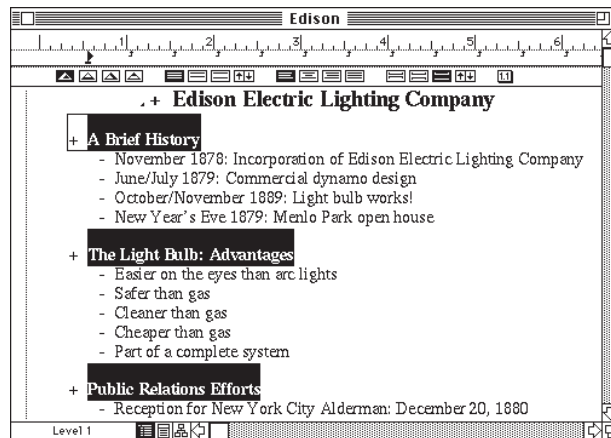 Edison
1 2 3 4 5 6
1.1
+ Edison Electric Lighting Company
+ A Brief History
- November 1878: Incorporation of Edison Electric Lighting Company
- June/July 1879: Commercial dynamo design
- October/November 1889: Light bulb works!
- New Year's Eve 1879: Menlo Park open house
+ The Light Bulb: Advantages
- Easier on the eyes than arc lights
- Safer than gas
- Cleaner than gas
- Cheaper than gas
- Part of a complete system
+ Public Relations Efforts
- Reception for New York City Alderman: December 20, 1880
Level 1